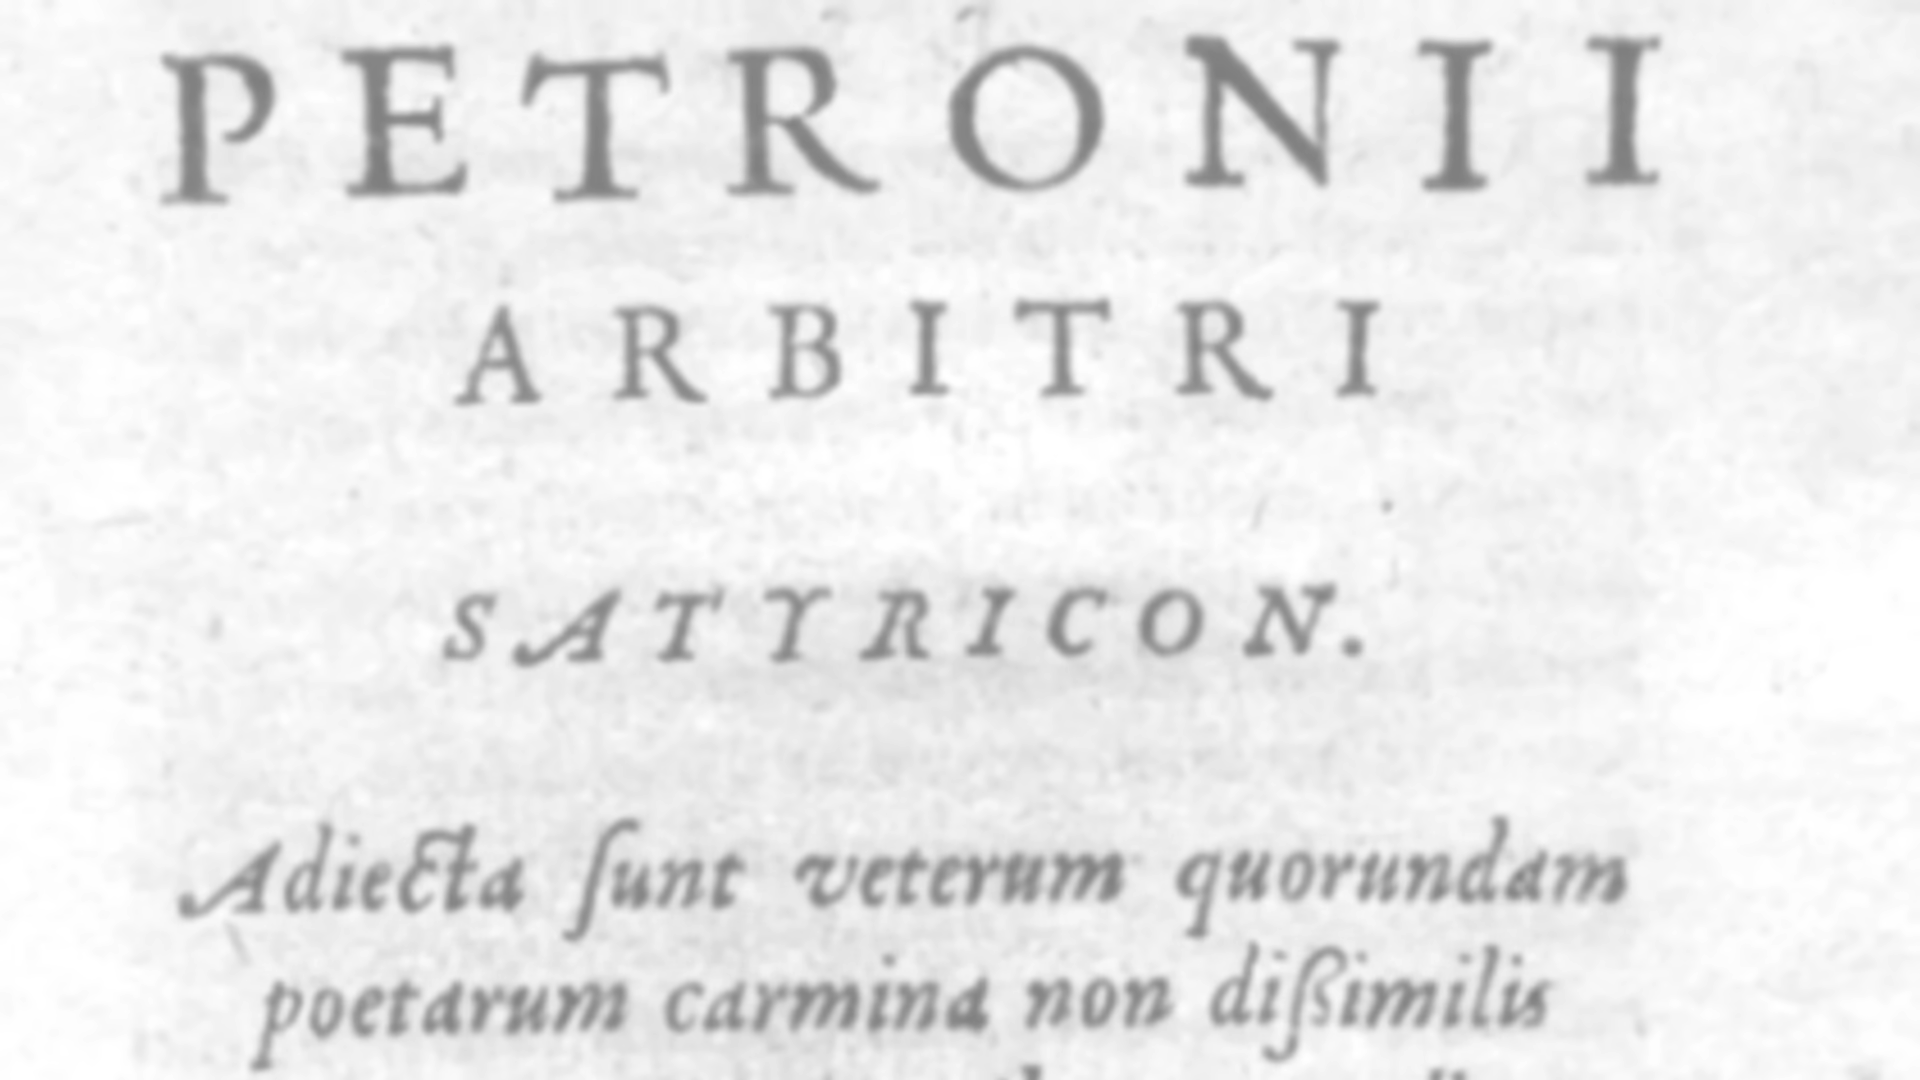 PETRONII
ARBITRI
SATYRICON.
Adiecta ſunt veterum quorundam
poetarum carmina non dißimilis